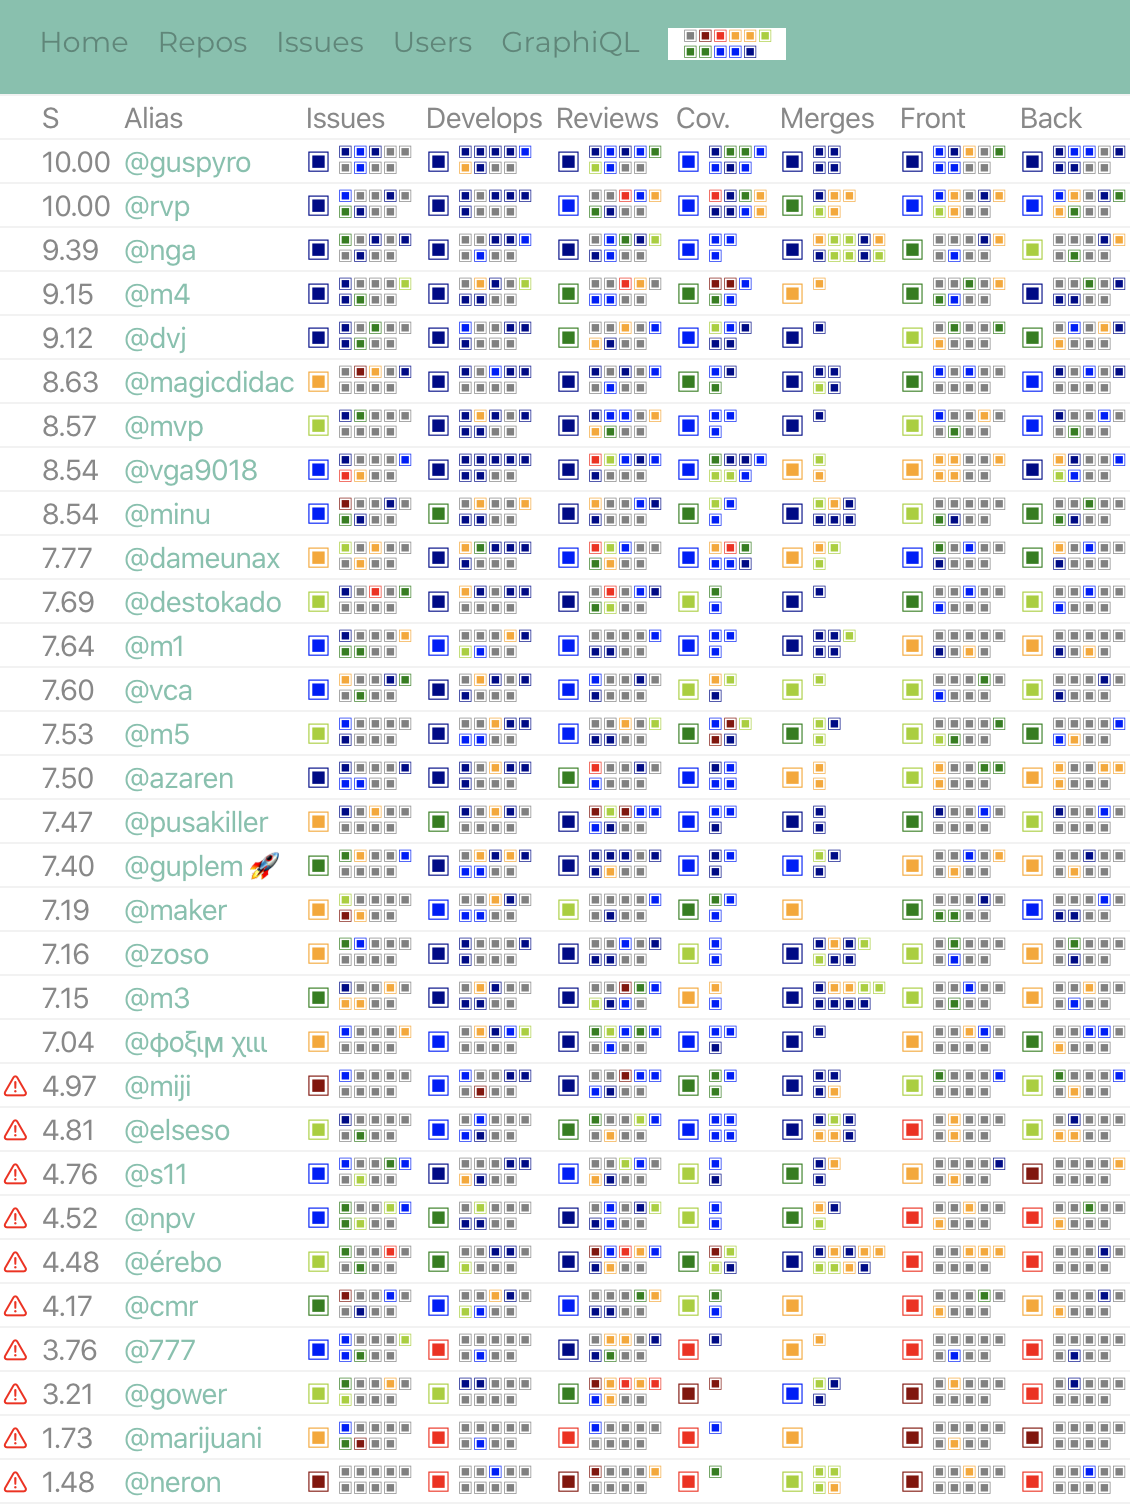 Home Repos Issues Users GraphiQL
S Alias Issues Develops Reviews Cov. Merges Front Back
10.00 @guspyro
10.00 @rvp
9.39 @nga
9.15 @m4
9.12 @dvj
8.63 @magicdidac
8.57 @mvp
8.54 @vga9018
8.54 @minu
7.77 @dameunax
7.69 @destokado
7.64 @m1
7.60 @vca
7.53 @m5
7.50 @azaren
7.47 @pusakiller
7.40 @guplem 🚀
7.19 @maker
7.16 @zoso
7.15 @m3
7.04 @φοξιм χιιι
4.97 @miji
4.81 @elseso
4.76 @s11
4.52 @npv
4.48 @érebo
4.17 @cmr
3.76 @777
3.21 @gower
1.73 @marijuani
1.48 @neron